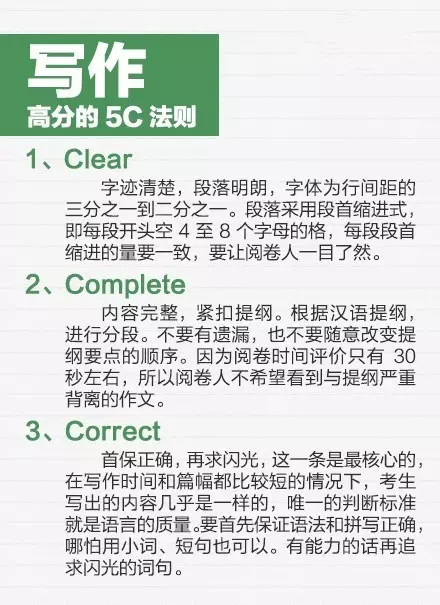 写作
高分的 5C 法则
1、Clear
字迹清楚，段落明朗，字体为行间距的
三分之一到二分之一。段落采用段首缩进式，
即每段开头空 4 至 8 个字母的格，每段段首
缩进的量要一致，要让阅卷人一目了然。
2、Complete
内容完整，紧扣提纲。根据汉语提纲，
进行分段。不要有遗漏，也不要随意改变提
纲要点的顺序。因为阅卷时间评价只有 30
秒左右，所以阅卷人不希望看到与提纲严重
背离的作文。
3、Correct
首保正确，再求闪光，这一条是最核心的，
在写作时间和篇幅都比较短的情况下，考生
写出的内容几乎是一样的，唯一的判断标准
就是语言的质量。要首先保证语法和拼写正确，
哪怕用小词、短句也可以。有能力的话再追
求闪光的词句。